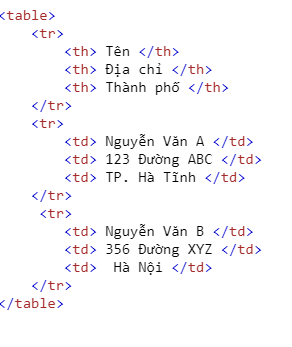 <table>
    <tr>
        <th> Tên </th>
        <th> Địa chỉ </th>
        <th> Thành phố </th>
    </tr>
    <tr>
        <td> Nguyễn Văn A </td>
        <td> 123 Đường ABC </td>
        <td> TP. Hà Tĩnh </td>
    </tr>
     <tr>
        <td> Nguyễn Văn B </td>
        <td> 356 Đường XYZ </td>
        <td>  Hà Nội </td>
    </tr>
</table>